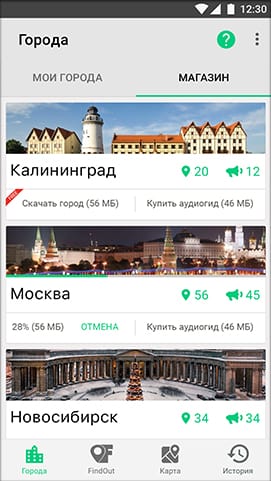 12:30
Города
?
МОИ ГОРОДА МАГАЗИН
Калининград 20 12
Скачать город (56 МБ) Купить аудиогид (46 МБ)
Москва 56 45
28% (56 МБ) ОТМЕНА Купить аудиогид (46 МБ)
Новосибирск 34 34
Города FindOut Карта История